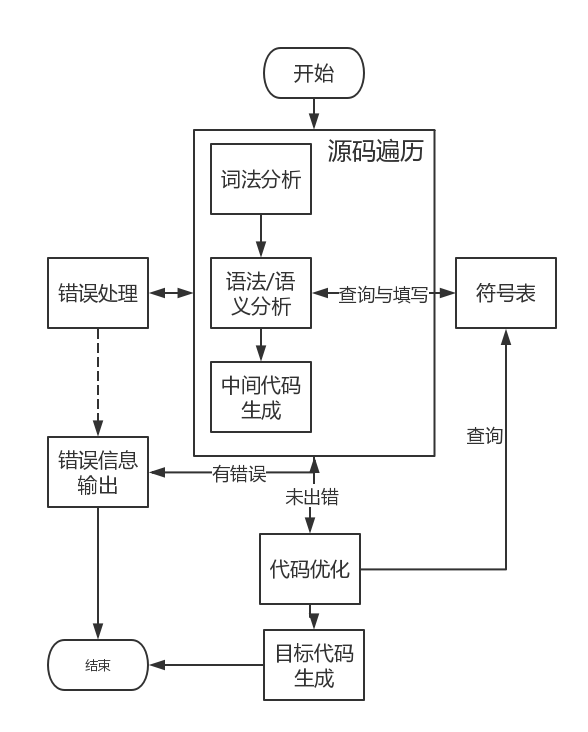 开始
源码遍历
词法分析
错误处理
语法/语
义分析
查询与填写
符号表
中间代码
生成
查询
错误信息
输出
有错误
未出错
代码优化
目标代码
生成
结束